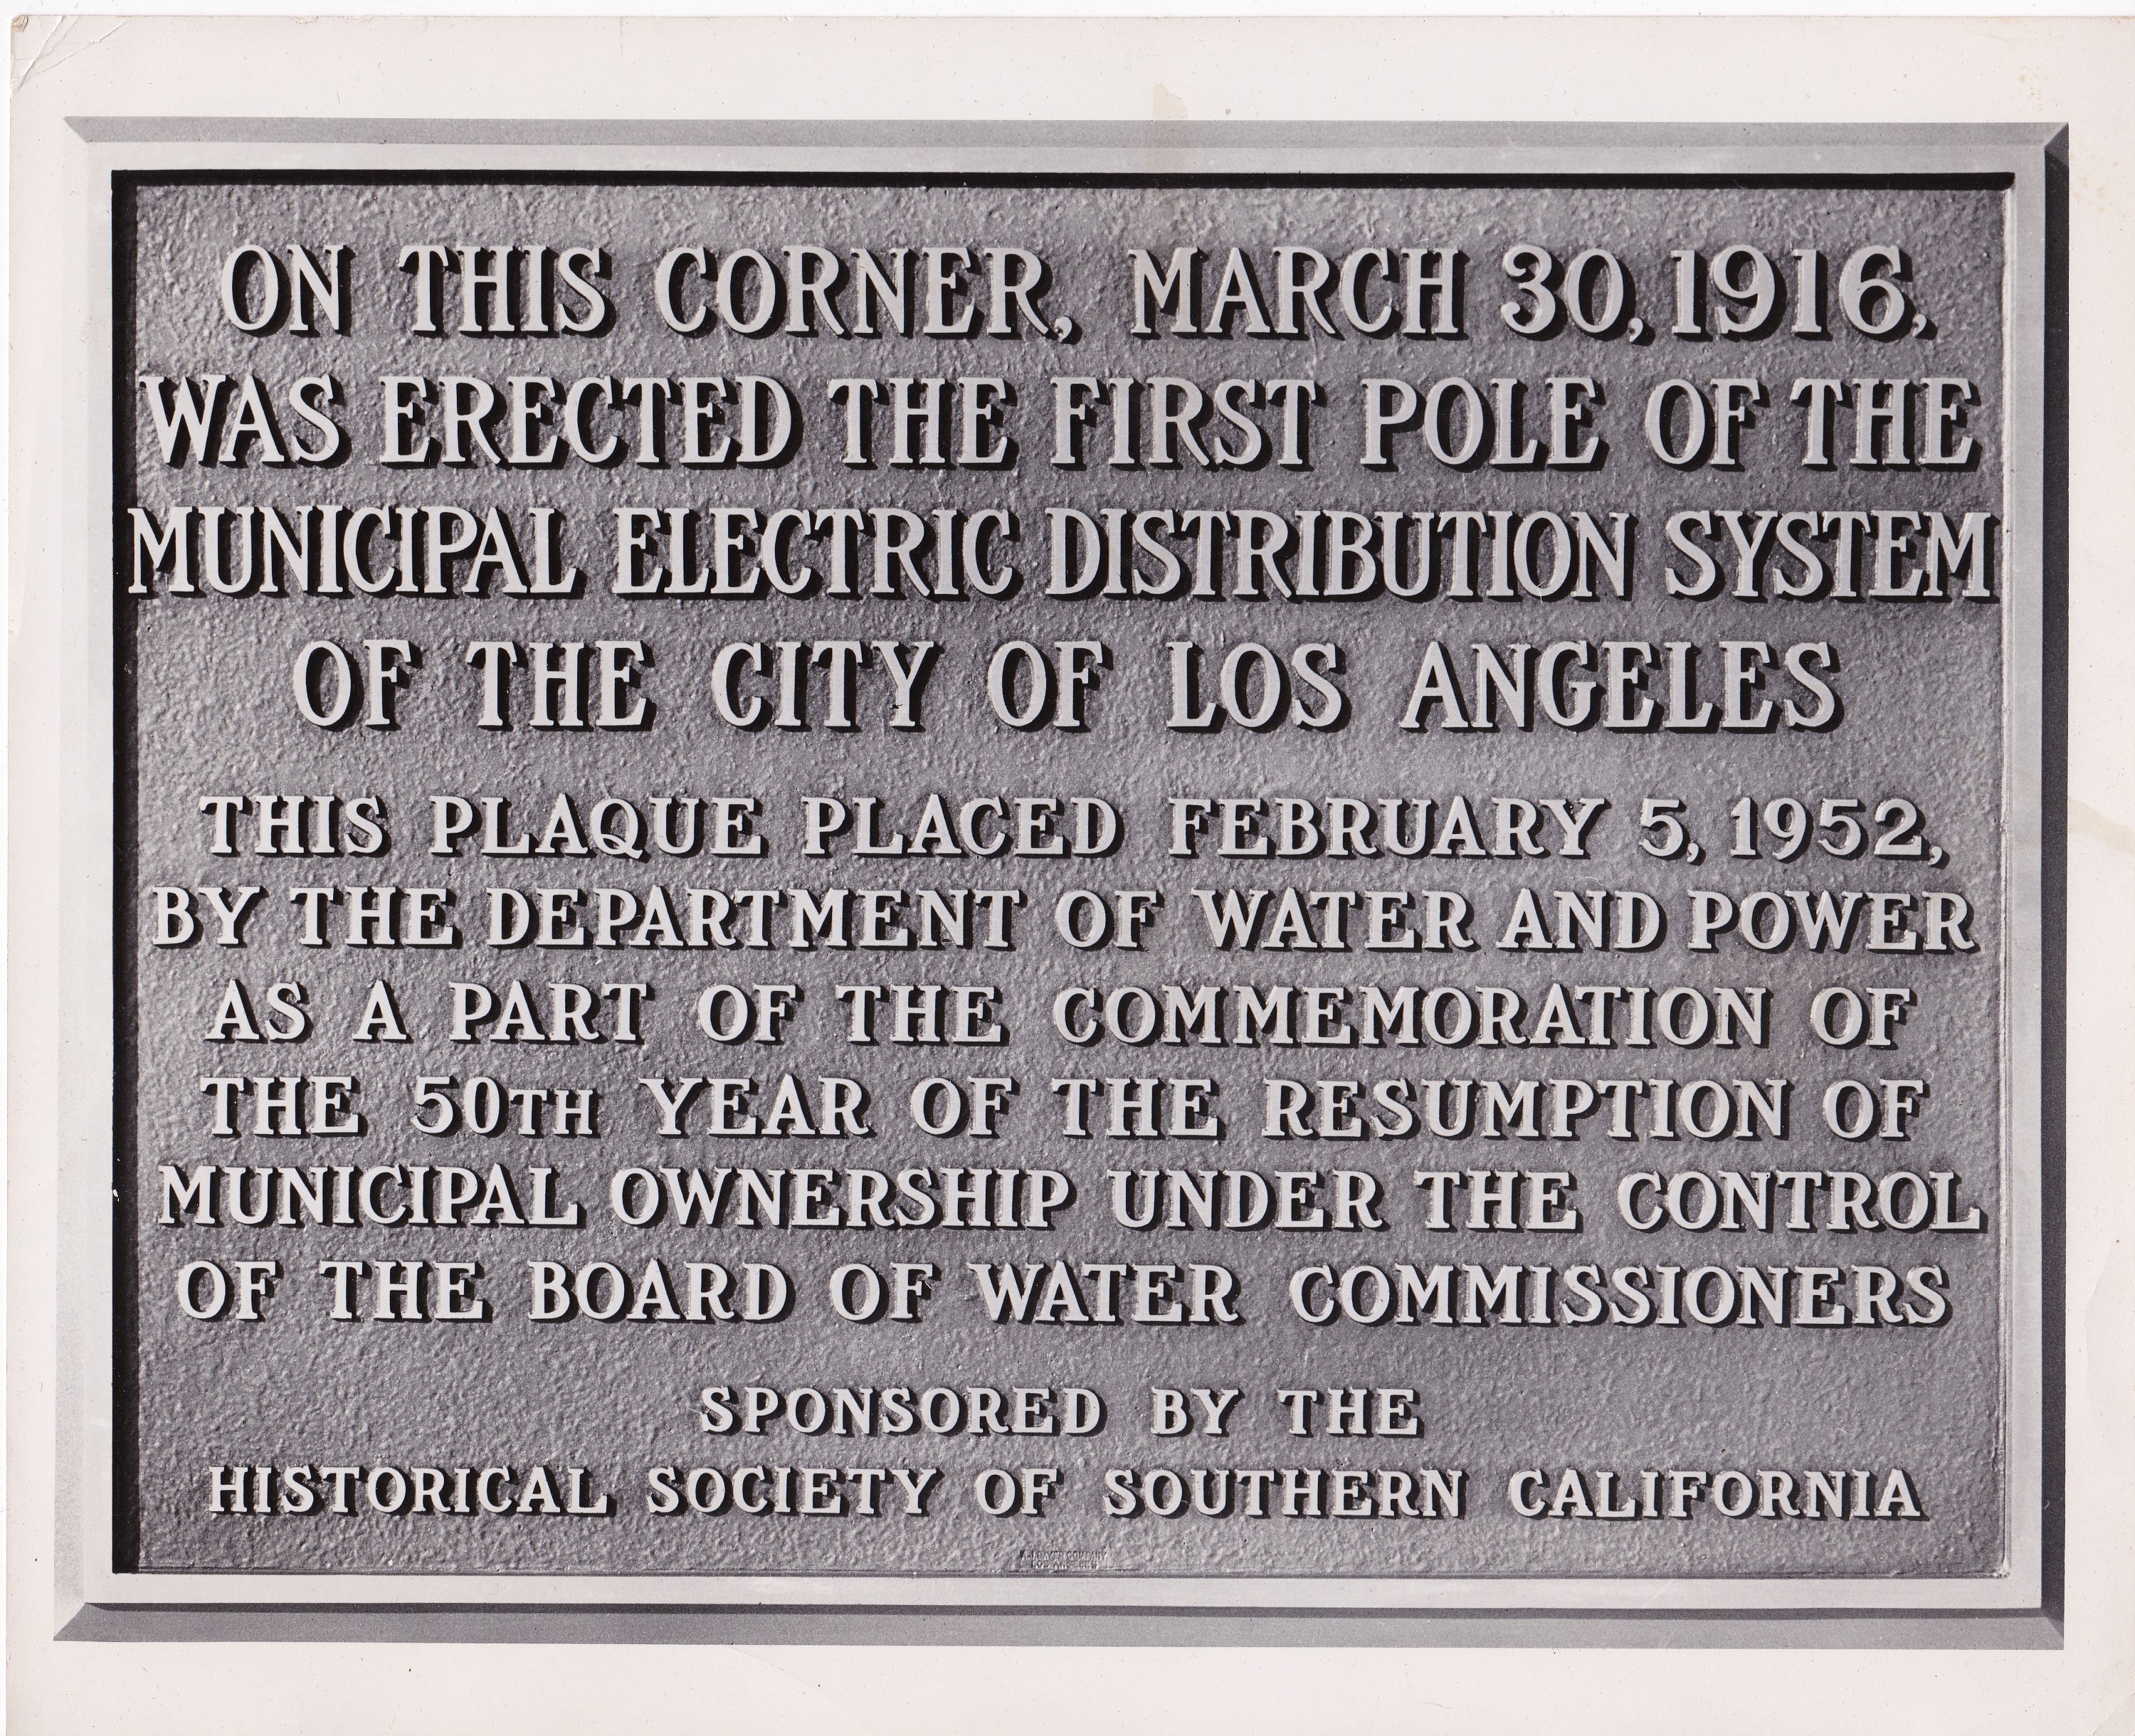 ON THIS CORNER, MARCH 30, 1916,
WAS ERECTED THE FIRST POLE OF THE
MUNICIPAL ELECTRIC DISTRIBUTION SYSTEM
OF THE CITY OF LOS ANGELES
THIS PLAQUE PLACED FEBRUARY 5, 1952,
BY THE DEPARTMENT OF WATER AND POWER
AS A PART OF THE COMMEMORATION OF
THE 50TH YEAR OF THE RESUMPTION OF
MUNICIPAL OWNERSHIP UNDER THE CONTROL
OF THE BOARD OF WATER COMMISSIONERS
SPONSORED BY THE
HISTORICAL SOCIETY OF SOUTHERN CALIFORNIA
COMPANY
LOS ANGELES